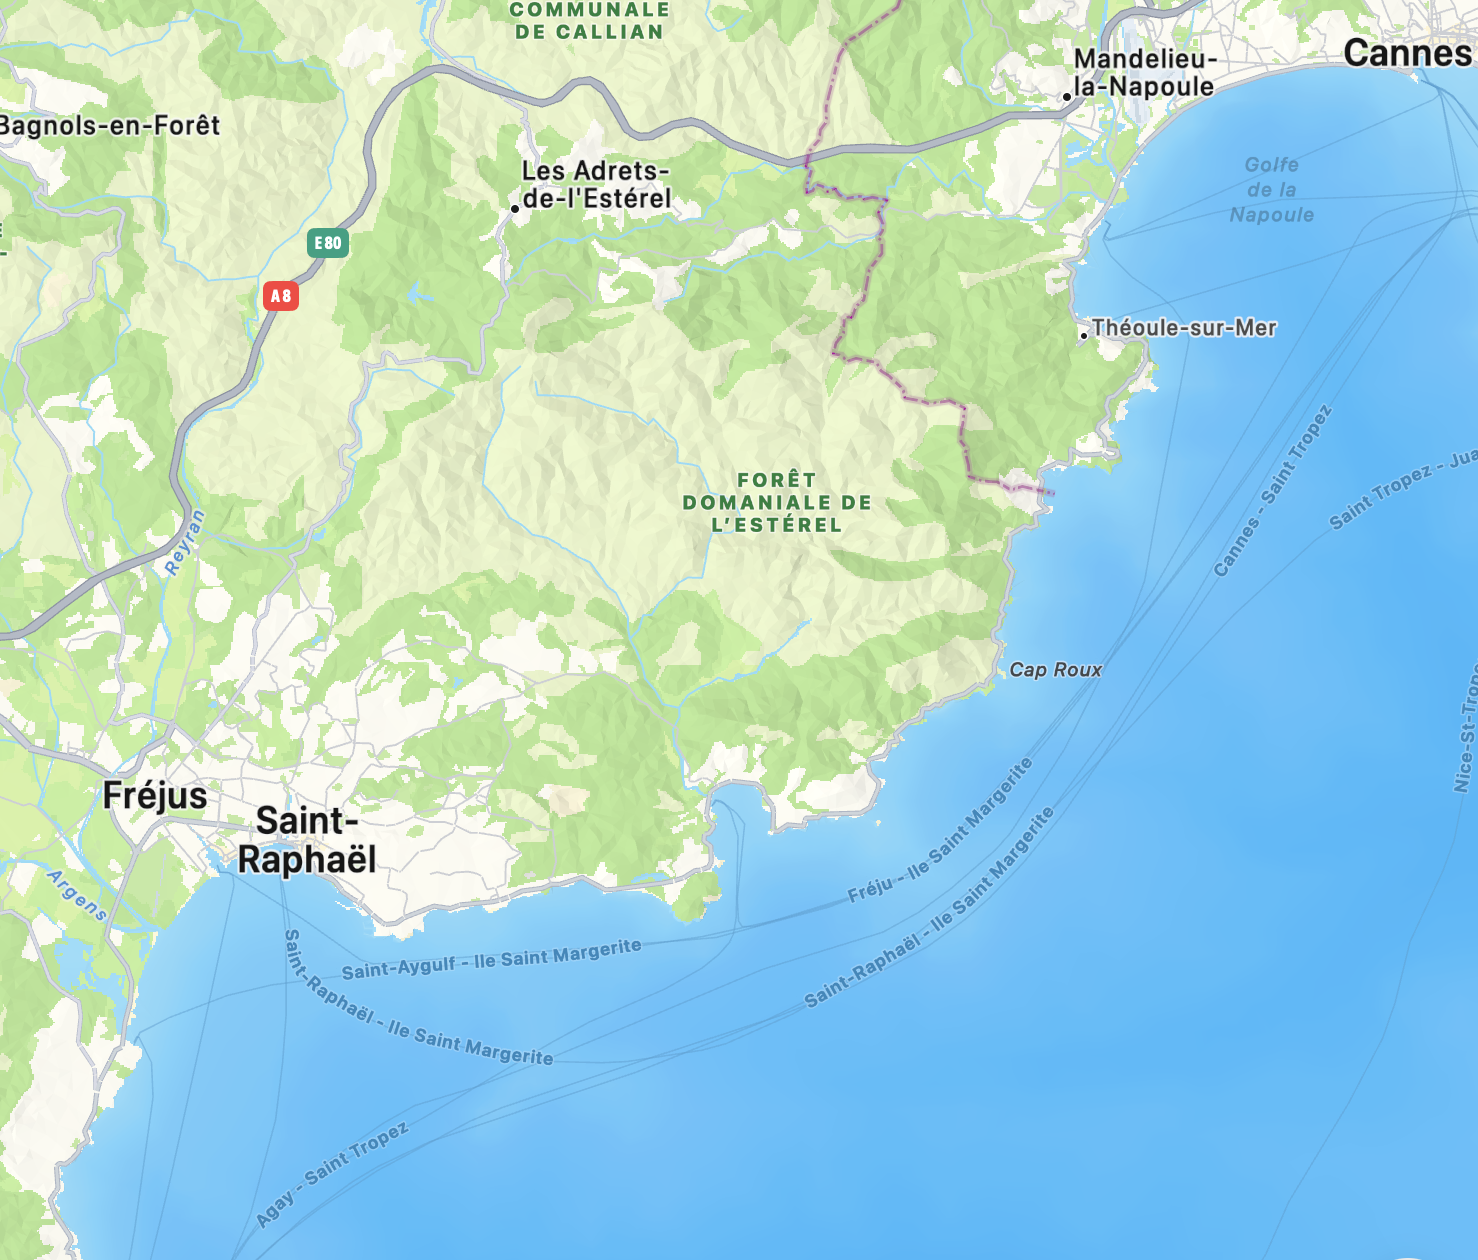 COMMUNALE
DE CALLIAN
Mandelieu-
la-Napoule
Cannes
Bagnols-en-Forêt
Les Adrets-
de-l'Estérel
Golfe
de la
Napoule
E80
A8
Théoule-sur-Mer
FORÊT
DOMANIALE DE
L'ESTÉREL
Cannes - Saint Tropez
Saint Tropez - Jua
Reyran
Cap Roux
Nice-St-Trope
Fréjus
Saint-
Raphaël
Argens
Fréju - Ile Saint Margerite
Saint-Raphaël - Ile Saint Margerite
Saint-Aygulf - Ile Saint Margerite
Saint-Raphaël - Ile Saint Margerite
Agay - Saint Tropez